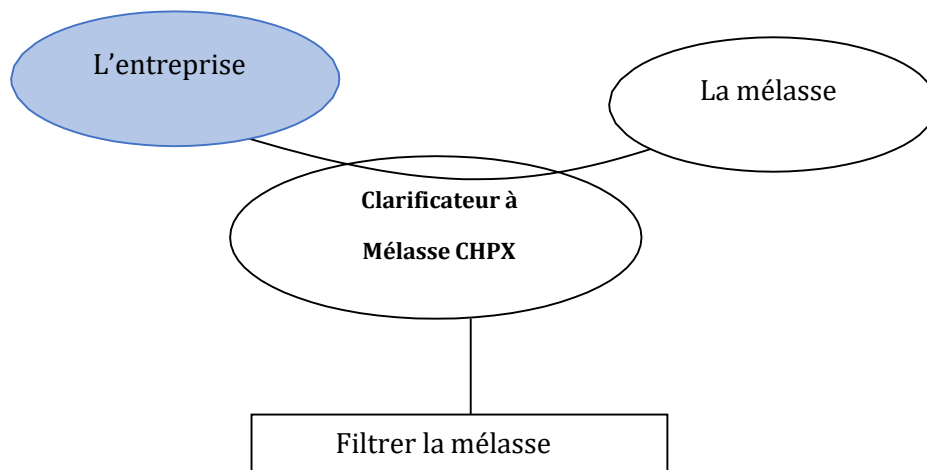 L’entreprise
La mélasse
Clarificateur à
Mélasse CHPX
Filtrer la mélasse